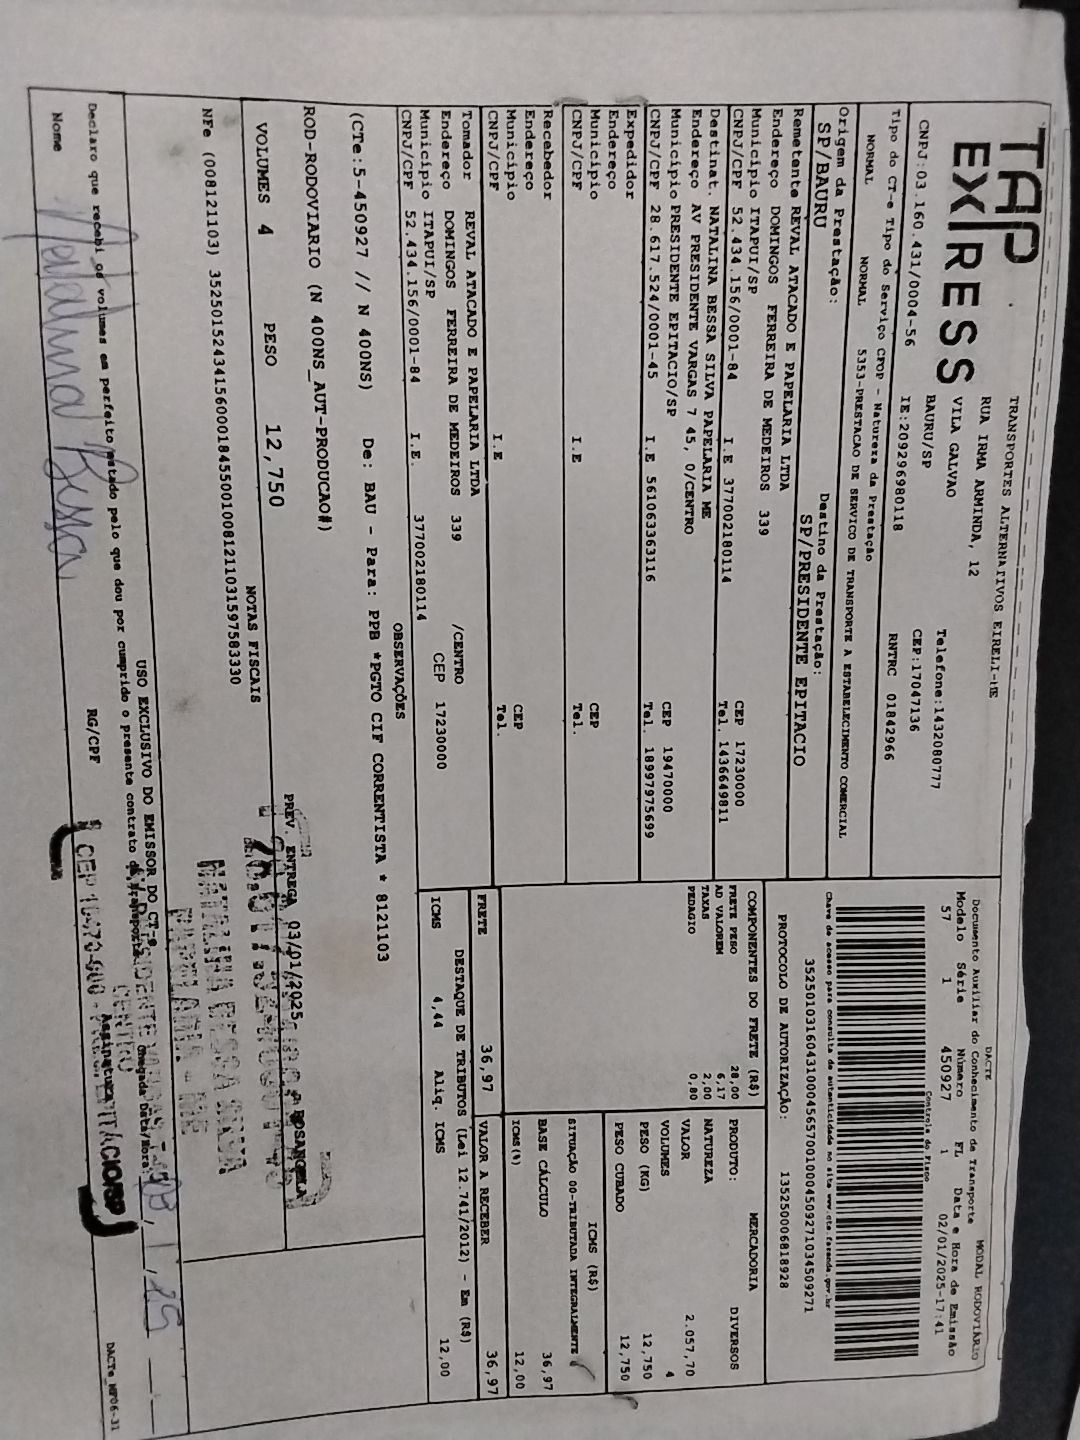 TAP
EXPRESS
TRANSPORTES ALTERNATIVOS EIRELI-ME
RUA IRMA ARMINDA, 12
VILA GALVAO
BAURU/SP
Telefone:1432080777
CEP:17047136
CNPJ:03.160.431/0004-56 IE:209296980118 RNTRC 01842966
Tipo do CT-e Tipo do Serviço CFOP - Natureza da Prestação
NORMAL NORMAL 5353-PRESTACAO DE SERVICO DE TRANSPORTE A ESTABELECIMENTO COMERCIAL
Origem da Prestação: Destino da Prestação:
SP/BAURU SP/PRESIDENTE EPITACIO
DACTE MODAL RODOVIÁRIO
Documento Auxiliar do Conhecimento de Transporte
Modelo Série Número FL Data e Hora de Emissão
57 1 450927 1 02/01/2025-17:41
Controle do Fisco
Chave de acesso para consulta de autenticidade no site www.cte.fazenda.gov.br
35250103160431000456570010004509271034509271
PROTOCOLO DE AUTORIZAÇÃO: 135250006818928
Remetente REVAL ATACADO E PAPELARIA LTDA
Endereço DOMINGOS FERREIRA DE MEDEIROS 339
Município ITAPUI/SP CEP 17230000
CNPJ/CPF 52.434.156/0001-84 I.E 377002180114 Tel. 1436649811
Destinat. NATALINA BESSA SILVA PAPELARIA ME
Endereço AV PRESIDENTE VARGAS 7 45, 0/CENTRO
Município PRESIDENTE EPITACIO/SP CEP 19470000
CNPJ/CPF 28.617.524/0001-45 I.E 561063363116 Tel. 18997975699
Expedidor
Endereço
Município CEP
CNPJ/CPF I.E Tel.
Recebedor
Endereço
Município CEP
CNPJ/CPF I.E Tel.
Tomador REVAL ATACADO E PAPELARIA LTDA
Endereço DOMINGOS FERREIRA DE MEDEIROS 339 /CENTRO
Município ITAPUI/SP CEP 17230000
CNPJ/CPF 52.434.156/0001-84 I.E. 377002180114
COMPONENTES DO FRETE (R$)
FRETE PESO 28,00
AD VALOREM 6,17
TAXAS 2,00
PEDAGIO 0,80
PRODUTO: MERCADORIA
NATUREZA DIVERSOS
VALOR 2.057,70
VOLUMES 4
PESO (KG) 12,750
PESO CUBADO 12,750
ICMS (R$)
SITUAÇÃO 00-TRIBUTADA INTEGRALMENTE
BASE CÁLCULO 36,97
ICMS(%) 12,00
FRETE 36,97 VALOR A RECEBER 36,97
DESTAQUE DE TRIBUTOS (Lei 12.741/2012) - Em (R$)
ICMS 4,44 Aliq. ICMS 12,00
OBSERVAÇÕES
(CTe:5-450927 // N 400NS) De: BAU - Para: PPB *PGTO CIF CORRENTISTA * 8121103
ROD-RODOVIARIO (N 400NS_AUT-PRODUCAO#)
PREV. ENTREGA 03/01/2025 ROSANGELA
VOLUMES 4 PESO 12,750
NOTAS FISCAIS
NFe (008121103) 35250152434156000184550010081211031597583330
NATALINA BESSA SILVA
PAPELARIA - ME
CENTRO
USO EXCLUSIVO DO EMISSOR DO CT-e
Declaro que recebi os volumes em perfeito estado pelo que dou por cumprido o presente contrato de transporte
Chegada Data/Hora
Nome Natalina Bessa RG/CPF Assinatura
DACTe_NF06-31